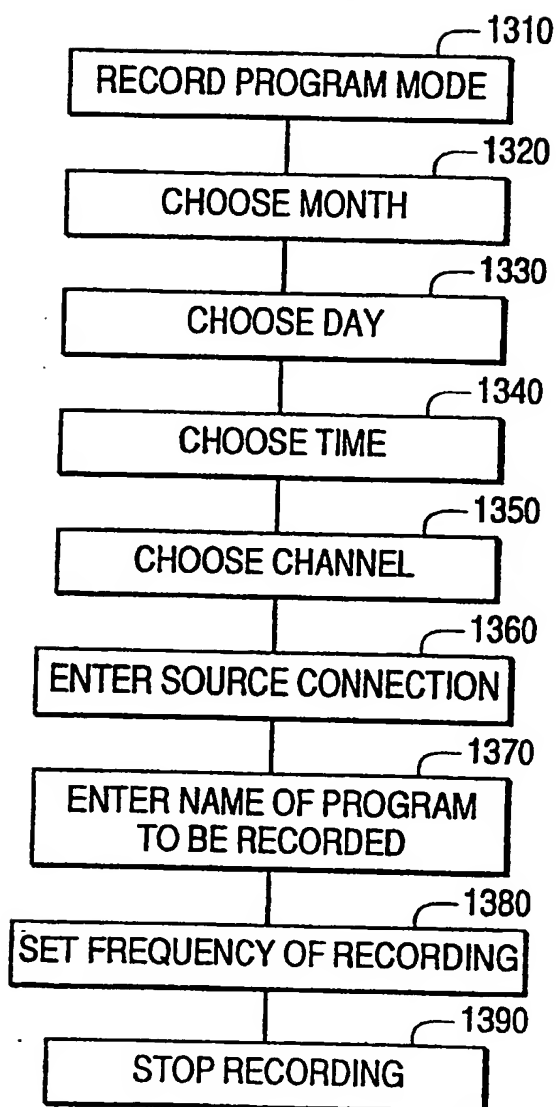 1310
RECORD PROGRAM MODE
1320
CHOOSE MONTH
1330
CHOOSE DAY
1340
CHOOSE TIME
1350
CHOOSE CHANNEL
1360
ENTER SOURCE CONNECTION
1370
ENTER NAME OF PROGRAM
TO BE RECORDED
1380
SET FREQUENCY OF RECORDING
1390
STOP RECORDING